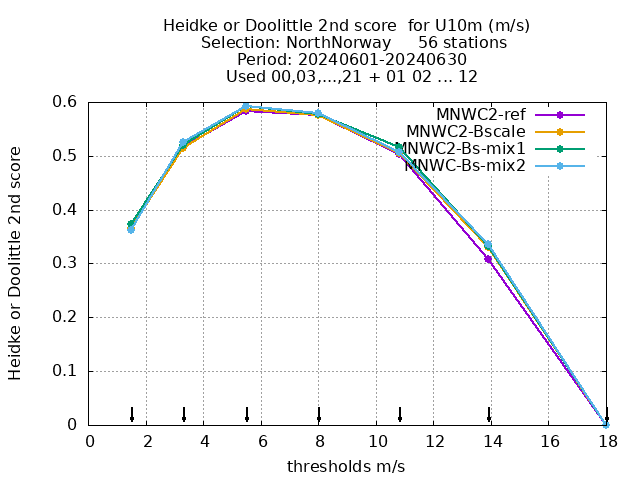 Heidke or Doolittle 2nd score  for U10m (m/s)
Selection: NorthNorway     56 stations
Period: 20240601-20240630
Used 00,03,...,21 + 01 02 ... 12
Heidke or Doolittle 2nd score
0.6
0.5
0.4
0.3
0.2
0.1
0
MNWC2-ref
MNWC2-Bscale
MNWC2-Bs-mix1
MNWC-Bs-mix2
0 2 4 6 8 10 12 14 16 18
thresholds m/s